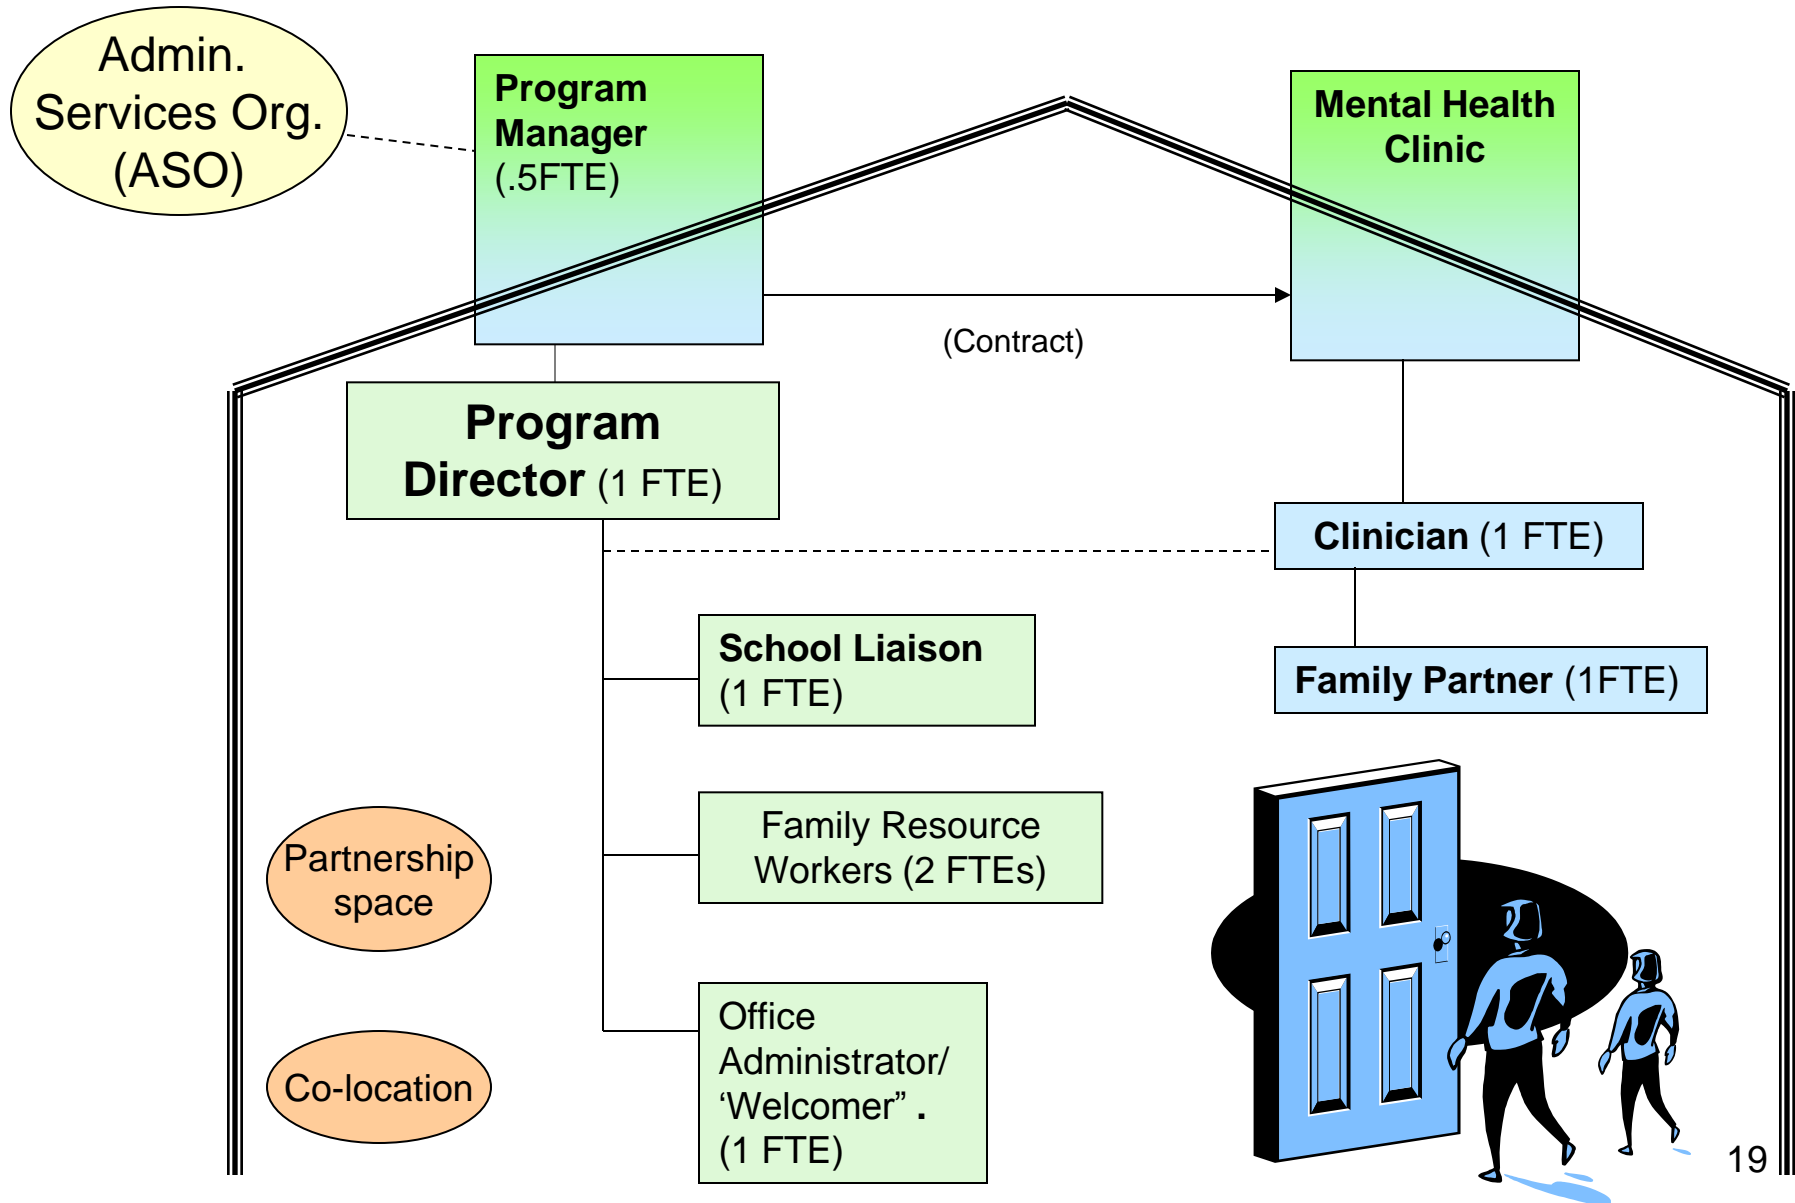 Admin.
Services Org.
(ASO)
Program
Manager
(.5FTE)
Mental Health
Clinic
(Contract)
Program
Director (1 FTE)
Clinician (1 FTE)
School Liaison
(1 FTE)
Family Partner (1FTE)
Family Resource
Workers (2 FTEs)
Partnership
space
Office
Administrator/
‘Welcomer” .
(1 FTE)
Co-location
19